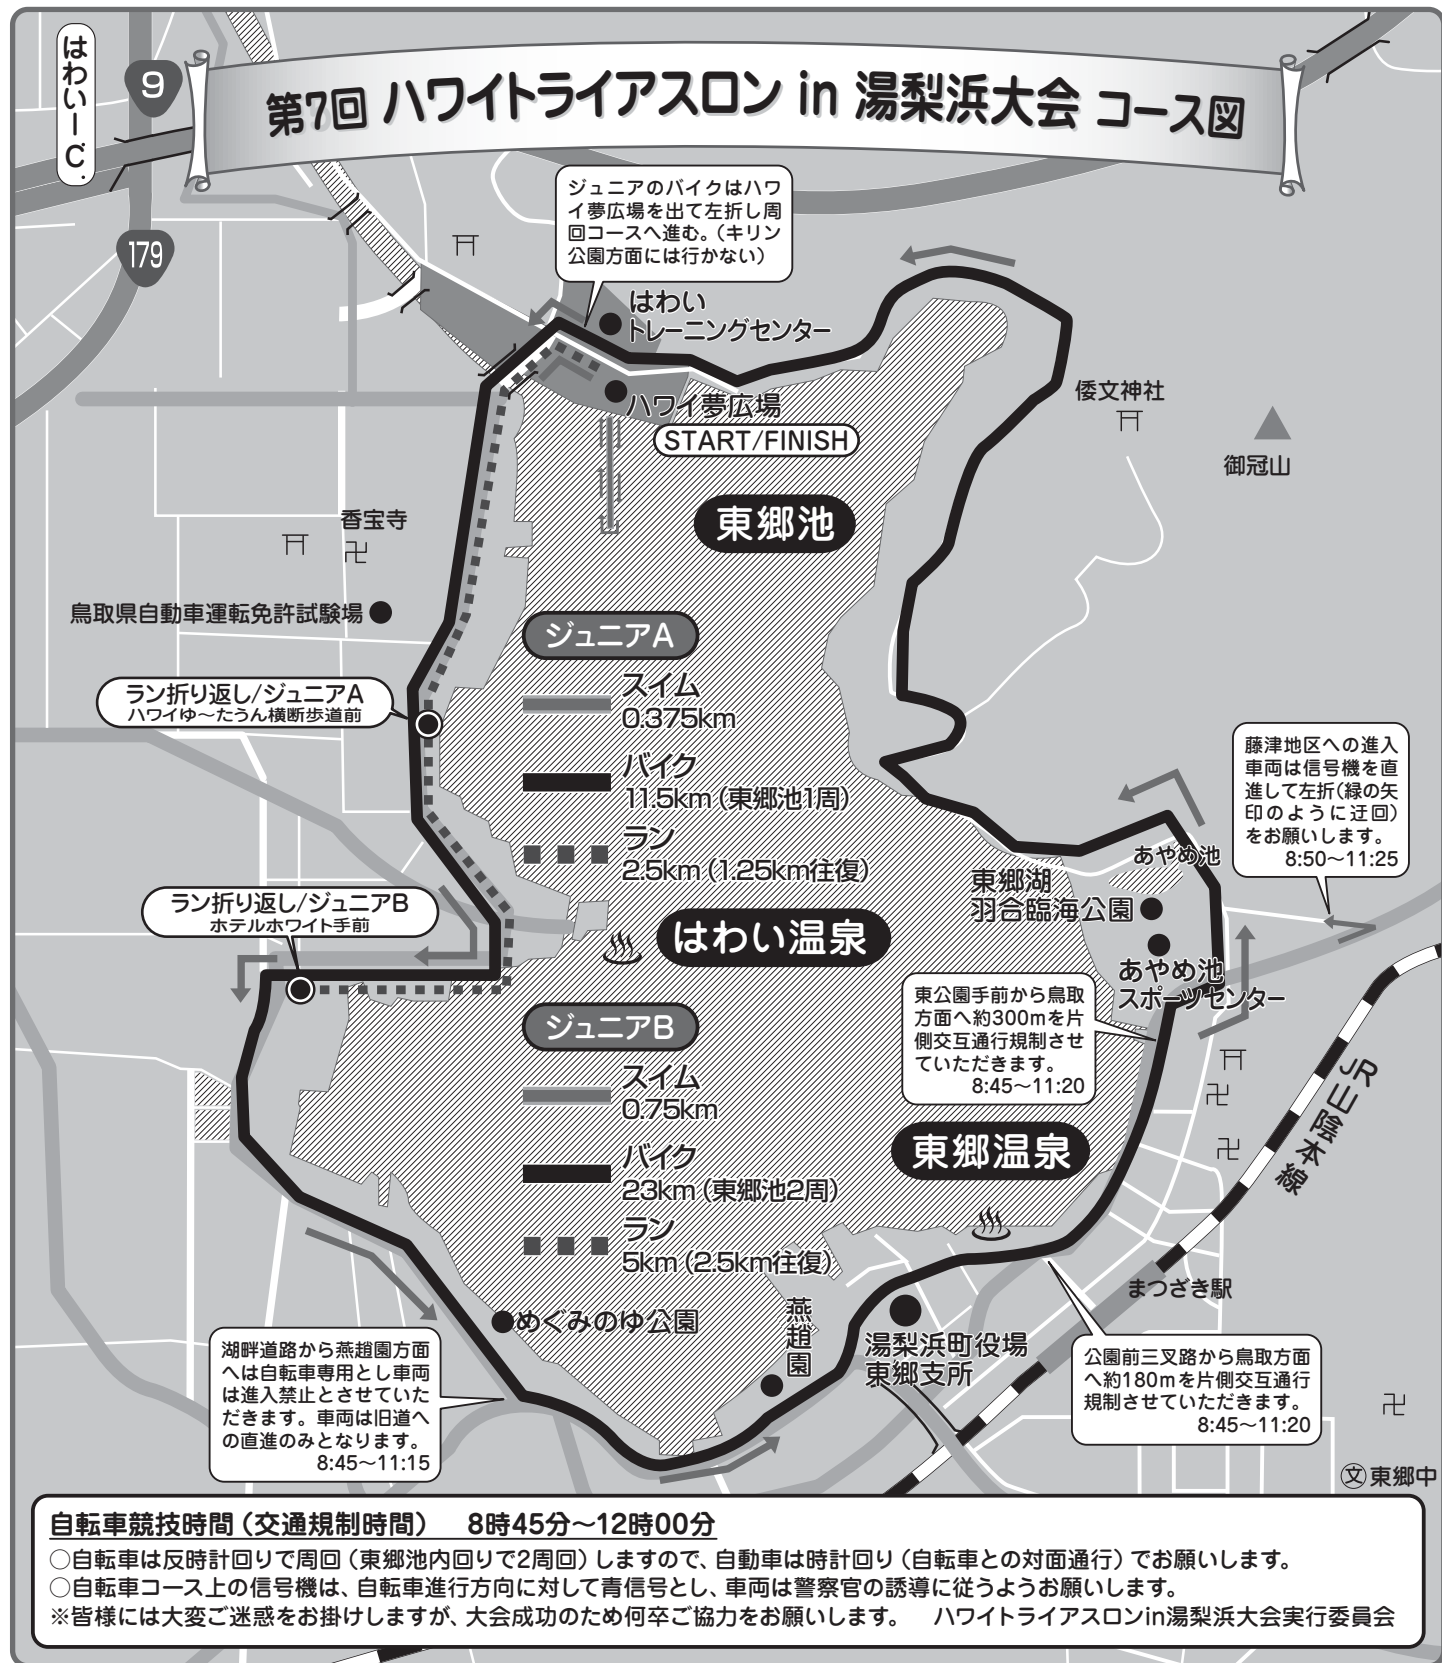 はわいI.C.
9
179
第7回 ハワイトライアスロン in 湯梨浜大会 コース図
ジュニアのバイクはハワ
イ夢広場を出て左折し周
回コースへ進む。(キリン
公園方面には行かない)
はわい
トレーニングセンター
ハワイ夢広場
START/FINISH
倭文神社
御冠山
東郷池
香宝寺
鳥取県自動車運転免許試験場
ラン折り返し/ジュニアA
ハワイゆ〜たうん横断歩道前
ジュニアA
スイム
0.375km
バイク
11.5km(東郷池1周)
ラン
2.5km(1.25km往復)
藤津地区への進入
車両は信号機を直
進して左折(緑の矢
印のように迂回)
をお願いします。
8:50〜11:25
あやめ池
東郷湖
羽合臨海公園
あやめ池
スポーツセンター
ラン折り返し/ジュニアB
ホテルホワイト手前
はわい温泉
東公園手前から鳥取
方面へ約300mを片
側交互通行規制させ
ていただきます。
8:45〜11:20
ジュニアB
スイム
0.75km
バイク
23km(東郷池2周)
ラン
5km(2.5km往復)
東郷温泉
JR山陰本線
まつざき駅
めぐみのゆ公園
燕趙園
湯梨浜町役場
東郷支所
湖畔道路から燕趙園方面
へは自転車専用とし車両
は進入禁止とさせていた
だきます。車両は旧道へ
の直進のみとなります。
8:45〜11:15
公園前三叉路から鳥取方面
へ約180mを片側交互通行
規制させていただきます。
8:45〜11:20
文東郷中
自転車競技時間(交通規制時間) 8時45分〜12時00分
○自転車は反時計回りで周回(東郷池内回りで2周回)しますので、自動車は時計回り(自転車との対面通行)でお願いします。
○自転車コース上の信号機は、自転車進行方向に対して青信号とし、車両は警察官の誘導に従うようお願いします。
※皆様には大変ご迷惑をお掛けしますが、大会成功のため何卒ご協力をお願いします。 ハワイトライアスロンin湯梨浜大会実行委員会